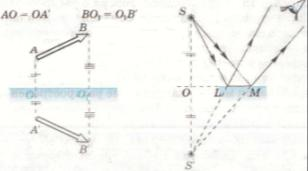 AO = OA' BO₁ = O₁B'
B S
A
O O₁ O L M
A'
B'
S'